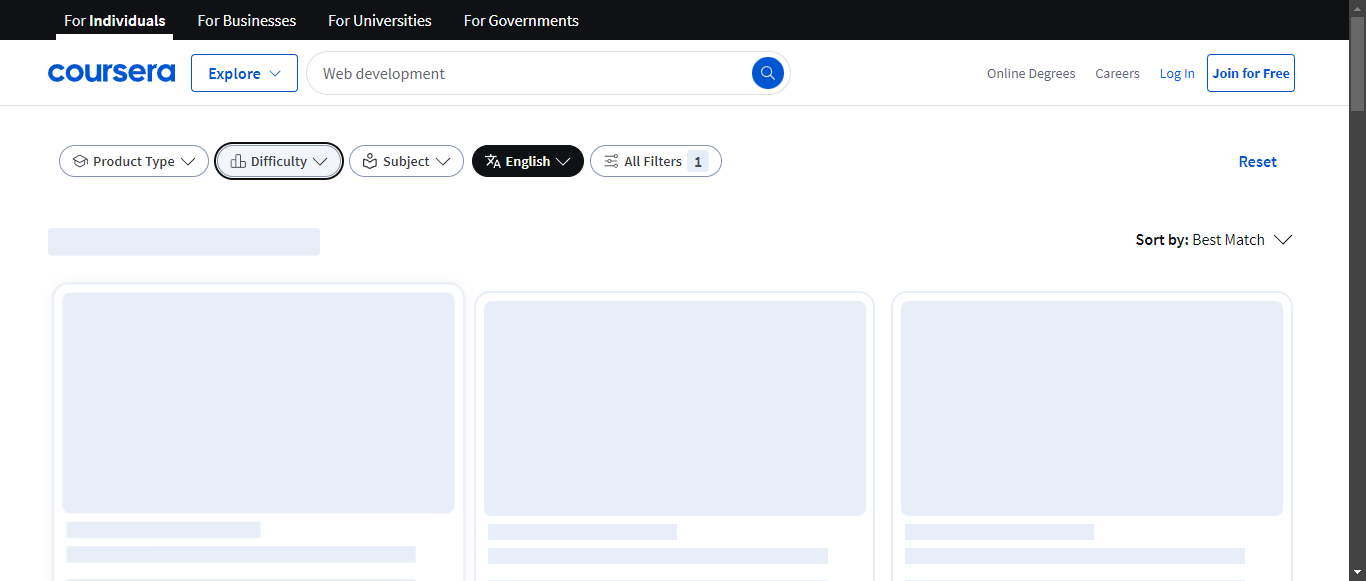 For Individuals For Businesses For Universities For Governments
coursera Explore Web development Online Degrees Careers Log In Join for Free
Product Type Difficulty Subject English All Filters 1 Reset
Sort by: Best Match